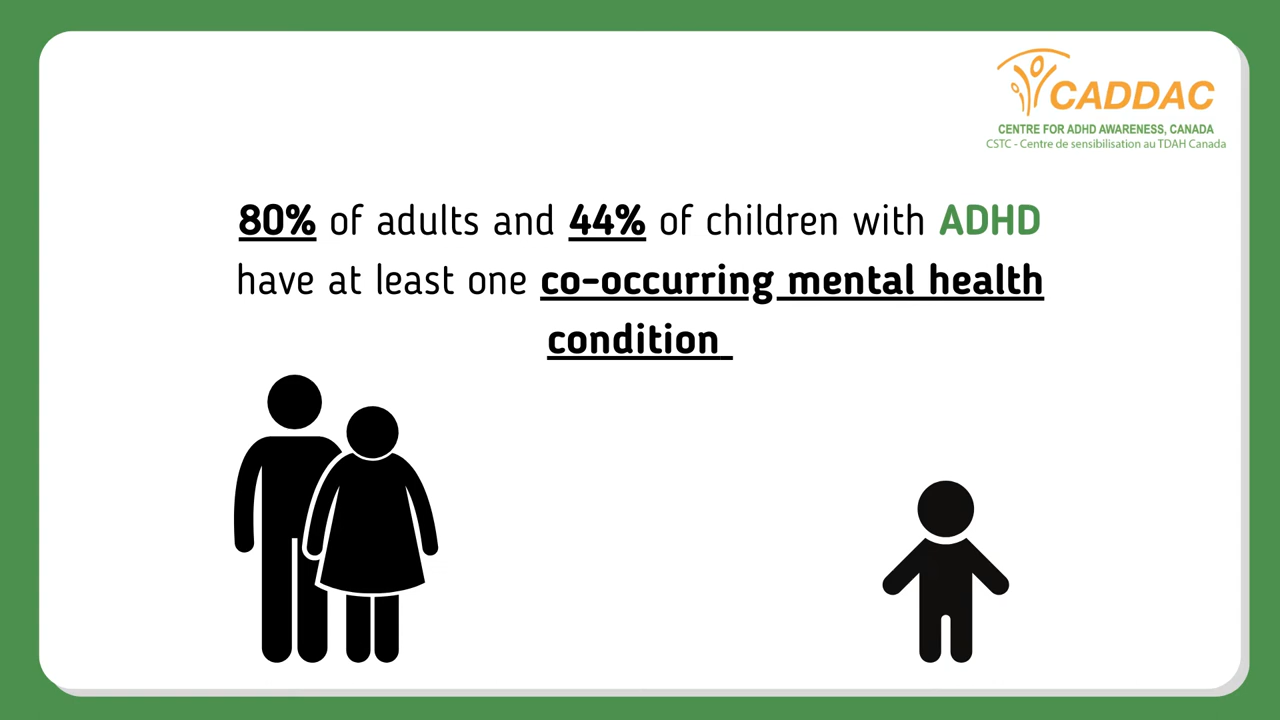 CADDAC
CENTRE FOR ADHD AWARENESS, CANADA
CSTC - Centre de sensibilisation au TDAH Canada
80% of adults and 44% of children with ADHD
have at least one co-occurring mental health
condition